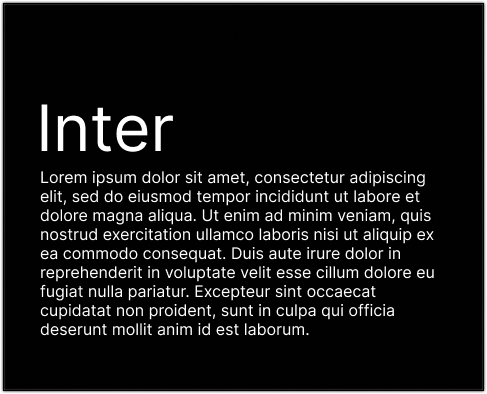 Inter
Lorem ipsum dolor sit amet, consectetur adipiscing
elit, sed do eiusmod tempor incididunt ut labore et
dolore magna aliqua. Ut enim ad minim veniam, quis
nostrud exercitation ullamco laboris nisi ut aliquip ex
ea commodo consequat. Duis aute irure dolor in
reprehenderit in voluptate velit esse cillum dolore eu
fugiat nulla pariatur. Excepteur sint occaecat
cupidatat non proident, sunt in culpa qui officia
deserunt mollit anim id est laborum.